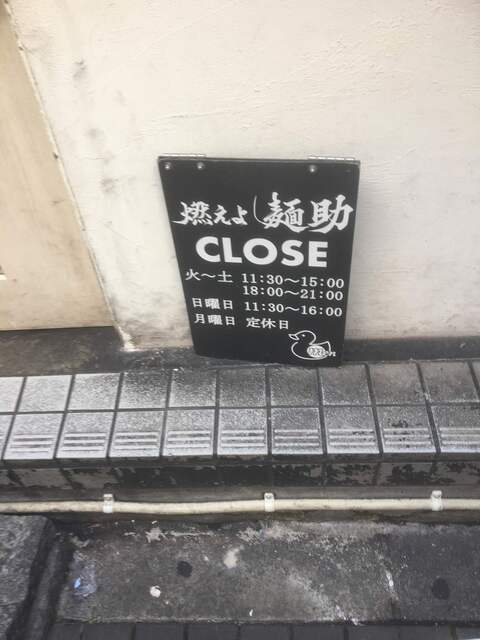 燃えよ麺助
CLOSE
火～土 11:30～15:00
18:00～21:00
日曜日 11:30～16:00
月曜日 定休日